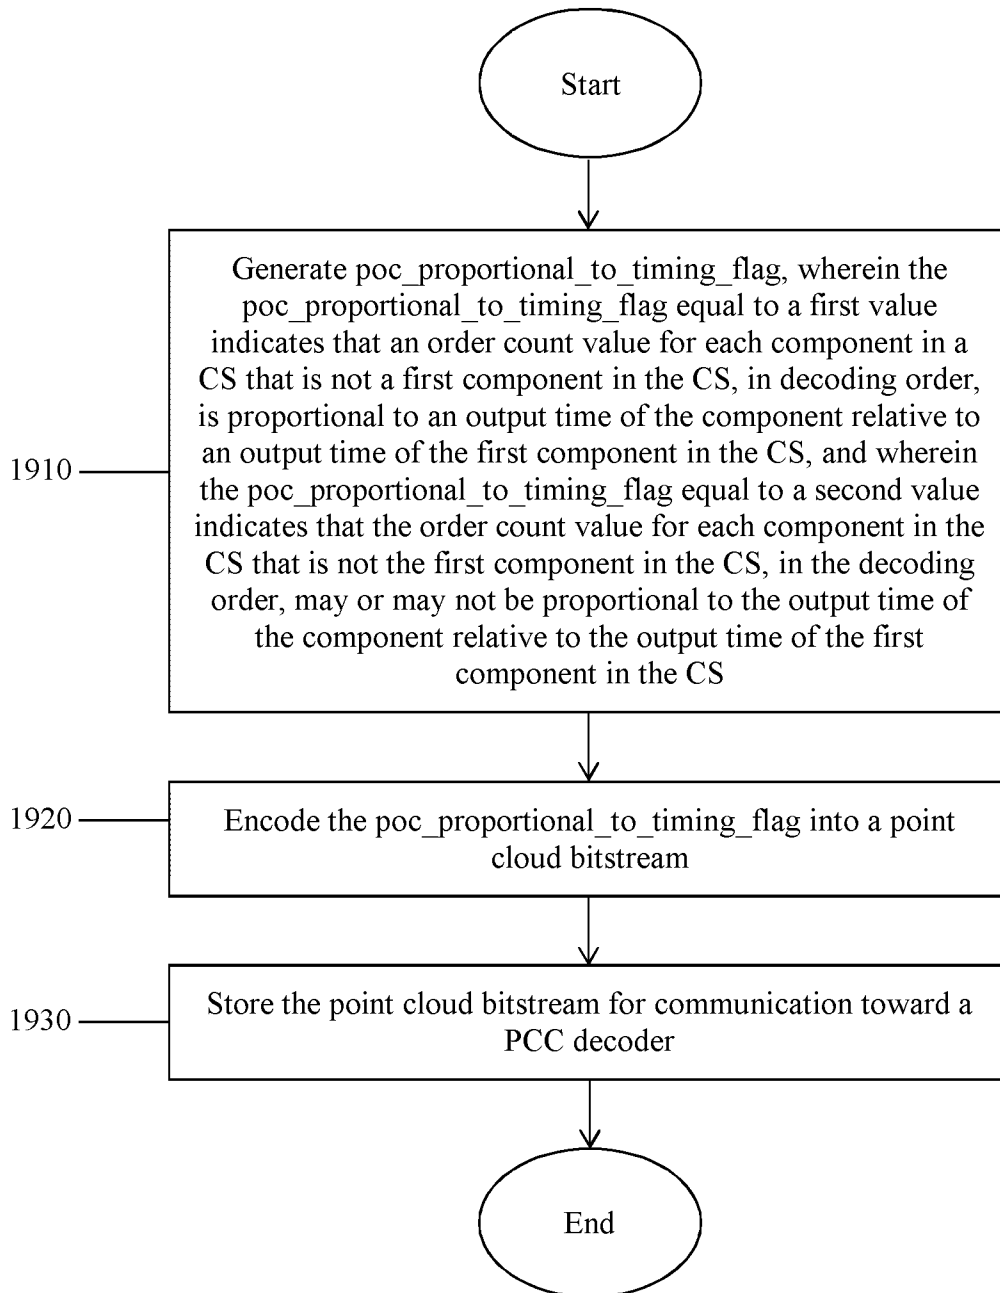 Start
Generate poc_proportional_to_timing_flag, wherein the
poc_proportional_to_timing_flag equal to a first value
indicates that an order count value for each component in a
CS that is not a first component in the CS, in decoding order,
is proportional to an output time of the component relative to
1910
an output time of the first component in the CS, and wherein
the poc_proportional_to_timing_flag equal to a second value
indicates that the order count value for each component in the
CS that is not the first component in the CS, in the decoding
order, may or may not be proportional to the output time of
the component relative to the output time of the first
component in the CS
1920
Encode the poc_proportional_to_timing_flag into a point
cloud bitstream
1930
Store the point cloud bitstream for communication toward a
PCC decoder
End